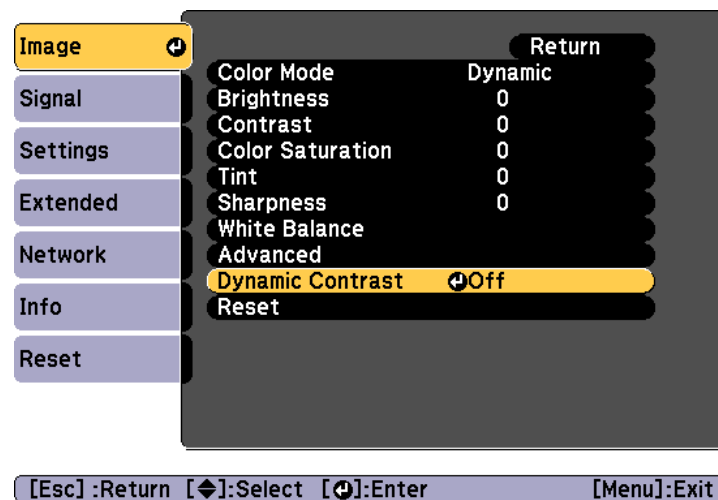 Image
Signal
Settings
Extended
Network
Info
Reset
Return
Color Mode Dynamic
Brightness 0
Contrast 0
Color Saturation 0
Tint 0
Sharpness 0
White Balance
Advanced
Dynamic Contrast Off
Reset
[Esc] :Return [◆]:Select [⏎]:Enter [Menu]:Exit